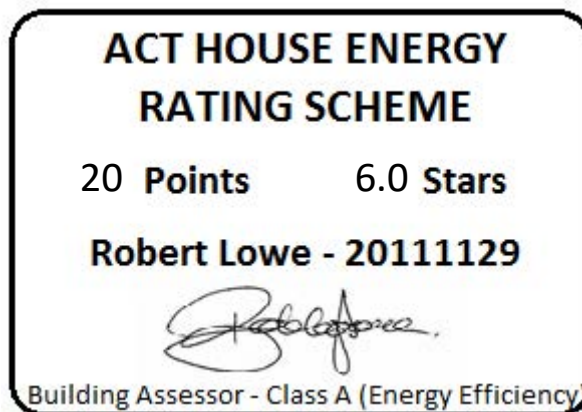 ACT HOUSE ENERGY
RATING SCHEME
20 Points 6.0 Stars
Robert Lowe - 20111129
Building Assessor - Class A (Energy Efficiency)